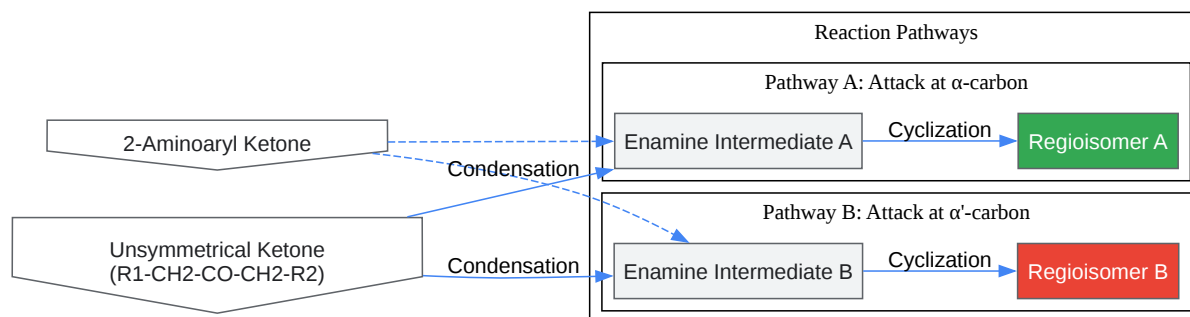 Reaction Pathways
Pathway A: Attack at α-carbon
2-Aminoaryl Ketone
Enamine Intermediate A
Cyclization
Regioisomer A
Condensation
Pathway B: Attack at α'-carbon
Unsymmetrical Ketone
(R1-CH2-CO-CH2-R2)
Condensation
Enamine Intermediate B
Cyclization
Regioisomer B